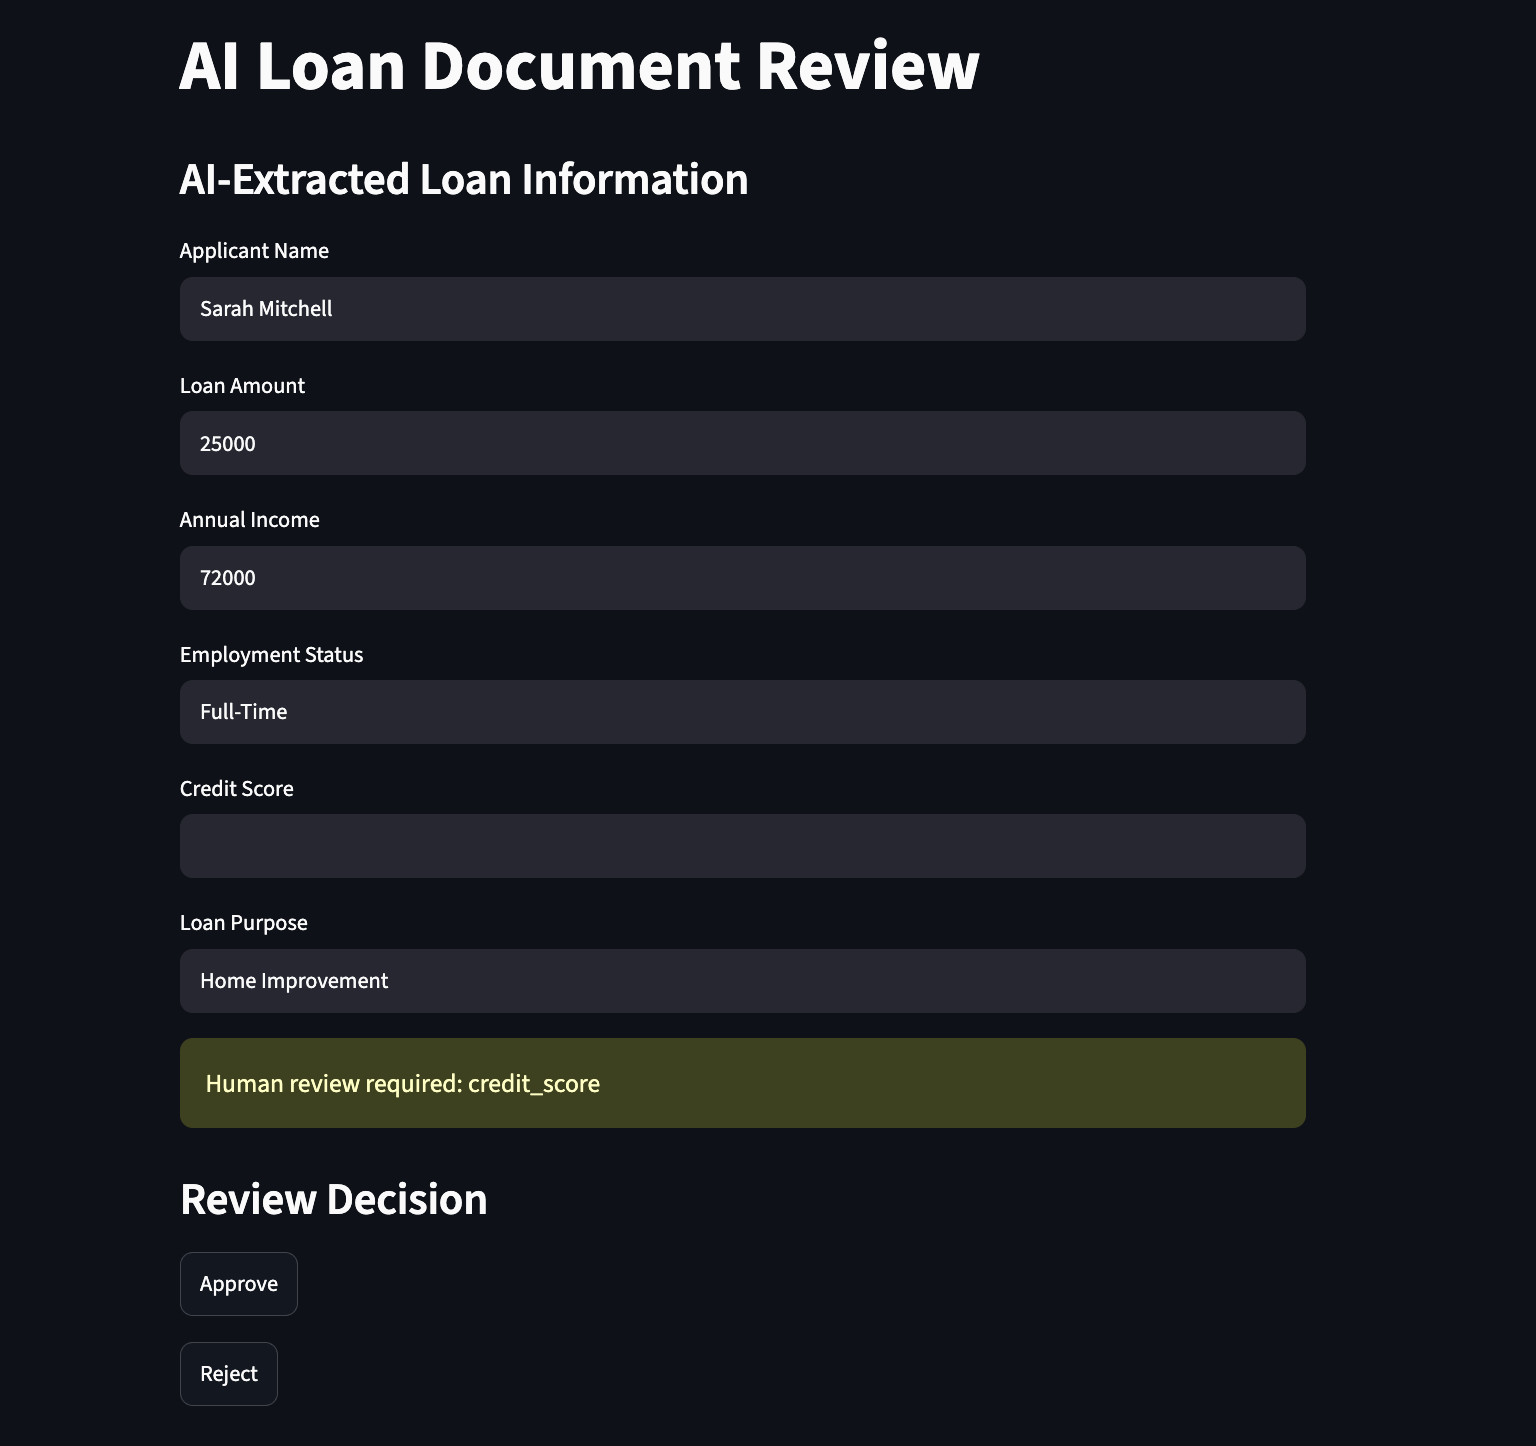 AI Loan Document Review
AI-Extracted Loan Information
Applicant Name
Sarah Mitchell
Loan Amount
25000
Annual Income
72000
Employment Status
Full-Time
Credit Score
Loan Purpose
Home Improvement
Human review required: credit_score
Review Decision
Approve
Reject